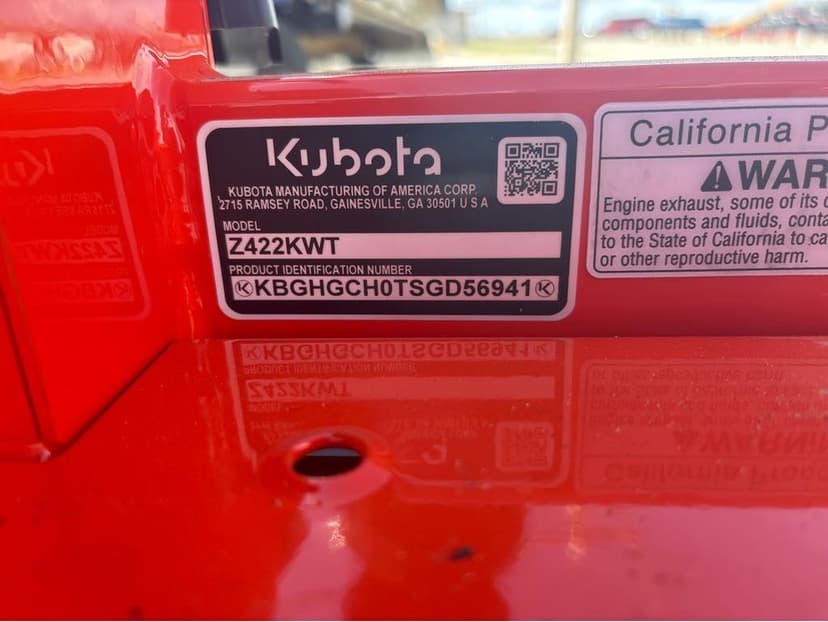 Kubota
KUBOTA MANUFACTURING OF AMERICA CORP.
2715 RAMSEY ROAD, GAINESVILLE, GA 30501 U S A
MODEL
Z422KWT
PRODUCT IDENTIFICATION NUMBER
KBGHGCH0TSGD56941
California P
WAR
Engine exhaust, some of its
components and fluids, conta
to the State of California to ca
or other reproductive harm.